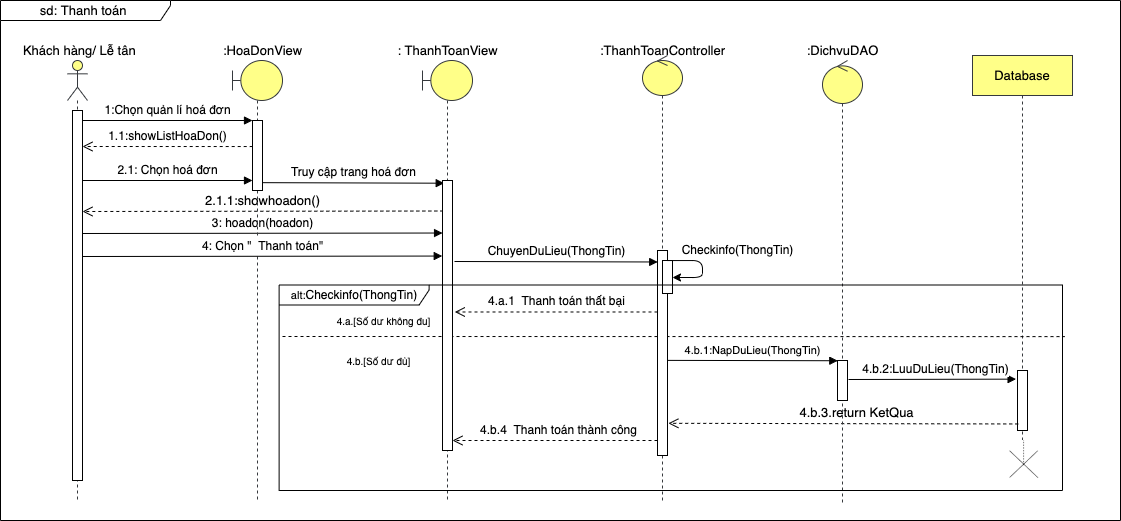 sd: Thanh toán
Khách hàng/ Lễ tân
:HoaDonView
: ThanhToanView
:ThanhToanController
:DichvuDAO
Database
1:Chọn quản lí hoá đơn
1.1:showListHoaDon()
2.1: Chọn hoá đơn
Truy cập trang hoá đơn
2.1.1:showhoadon()
3: hoadon(hoadon)
4: Chọn " Thanh toán"
ChuyenDuLieu(ThongTin)
Checkinfo(ThongTin)
alt:Checkinfo(ThongTin)
4.a.1 Thanh toán thất bại
4.a.[Số dư không đu]
4.b.1:NapDuLieu(ThongTin)
4.b.[Số dư đủ]
4.b.2:LuuDuLieu(ThongTin)
4.b.3.return KetQua
4.b.4 Thanh toán thành công